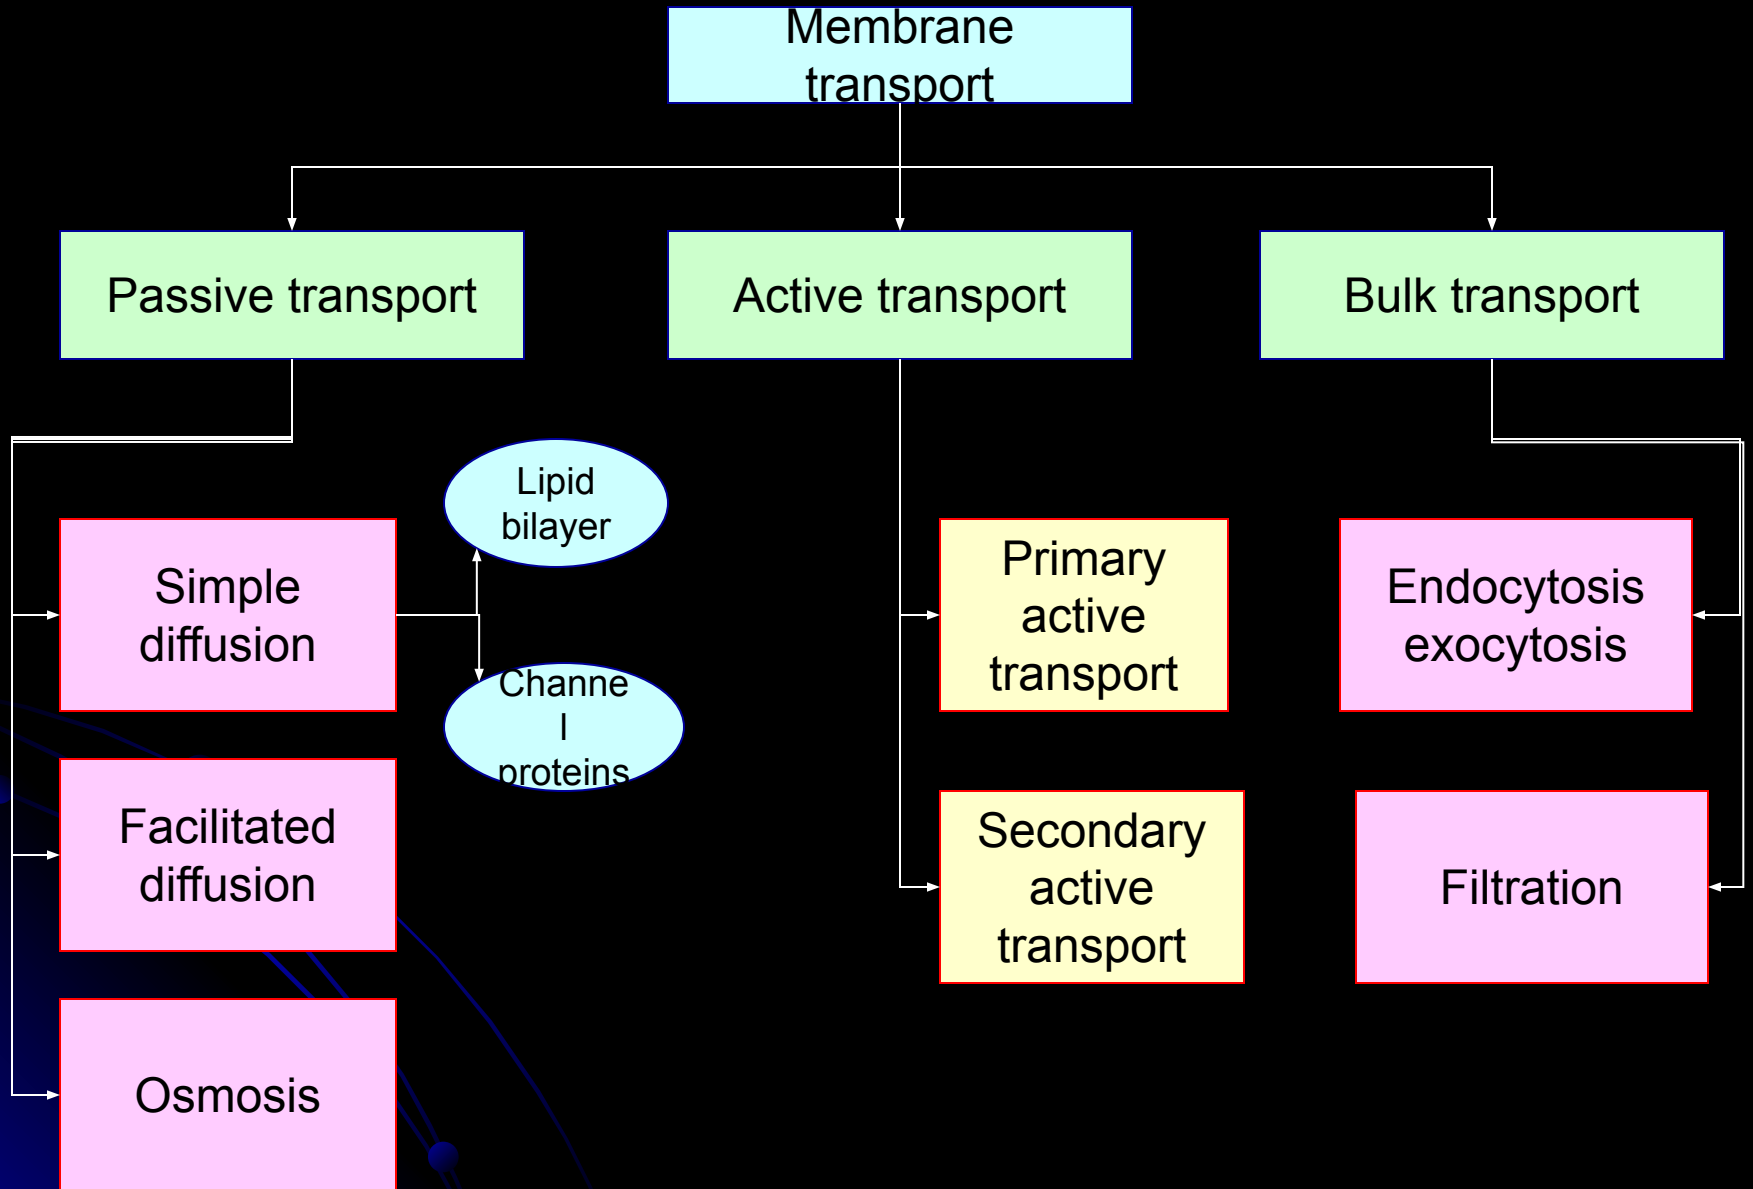 Membrane
transport
Passive transport
Active transport
Bulk transport
Lipid
bilayer
Simple
diffusion
Channe
l
proteins
Primary
active
transport
Endocytosis
exocytosis
Facilitated
diffusion
Secondary
active
transport
Filtration
Osmosis